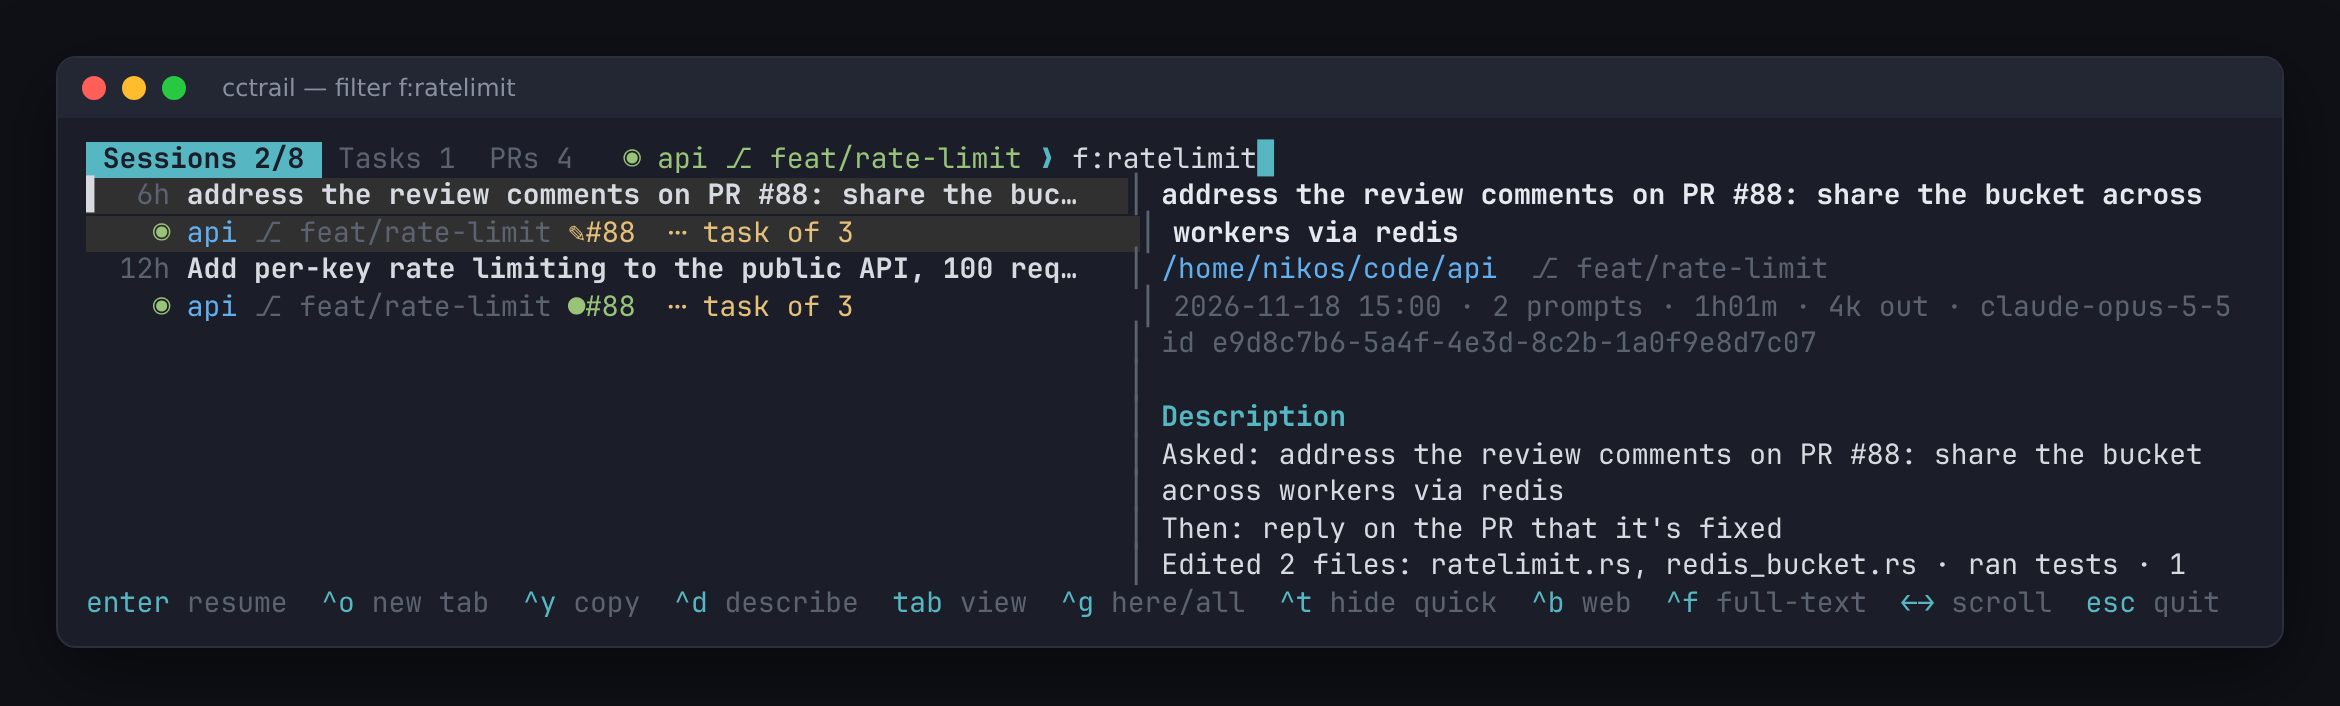 cctrail — filter f:ratelimit
Sessions 2/8 Tasks 1 PRs 4 ◉ api ⎇ feat/rate-limit ❫ f:ratelimit
6h address the review comments on PR #88: share the buc…
◉ api ⎇ feat/rate-limit ✎#88 ⋯ task of 3
12h Add per-key rate limiting to the public API, 100 req…
◉ api ⎇ feat/rate-limit ●#88 ⋯ task of 3
address the review comments on PR #88: share the bucket across
workers via redis
/home/nikos/code/api ⎇ feat/rate-limit
2026-11-18 15:00 · 2 prompts · 1h01m · 4k out · claude-opus-5-5
id e9d8c7b6-5a4f-4e3d-8c2b-1a0f9e8d7c07
Description
Asked: address the review comments on PR #88: share the bucket
across workers via redis
Then: reply on the PR that it's fixed
Edited 2 files: ratelimit.rs, redis_bucket.rs · ran tests · 1
enter resume ^o new tab ^y copy ^d describe tab view ^g here/all ^t hide quick ^b web ^f full-text ←→ scroll esc quit